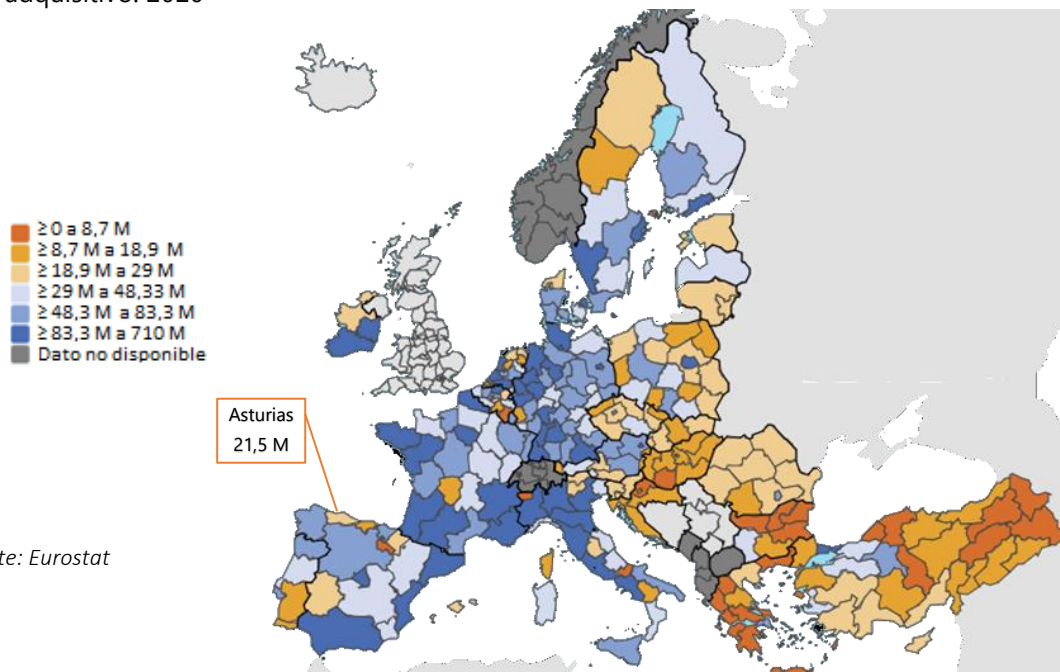 adquisitivo. 2020
≥ 0 a 8,7 M
≥ 8,7 M a 18,9 M
≥ 18,9 M a 29 M
≥ 29 M a 48,33 M
≥ 48,3 M a 83,3 M
≥ 83,3 M a 710 M
Dato no disponible
Asturias
21,5 M
te: Eurostat